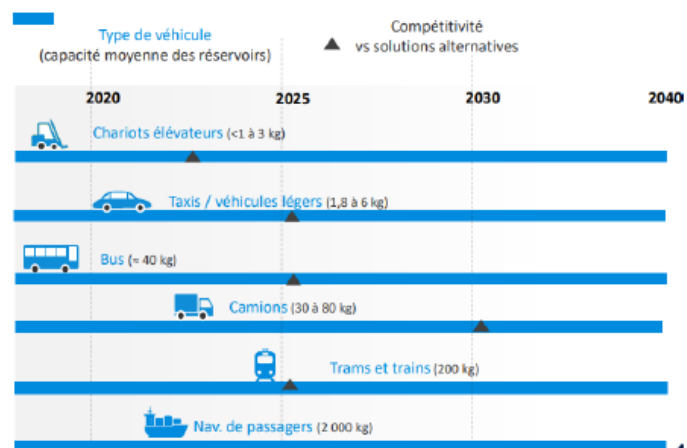 Type de véhicule
(capacité moyenne des réservoirs)
Compétitivité
vs solutions alternatives
2020 2025 2030 2040
Chariots élévateurs (<1 à 3 kg)
Taxis / véhicules légers (1,8 à 6 kg)
Bus (≈ 40 kg)
Camions (30 à 80 kg)
Trams et trains (200 kg)
Nav. de passagers (2 000 kg)